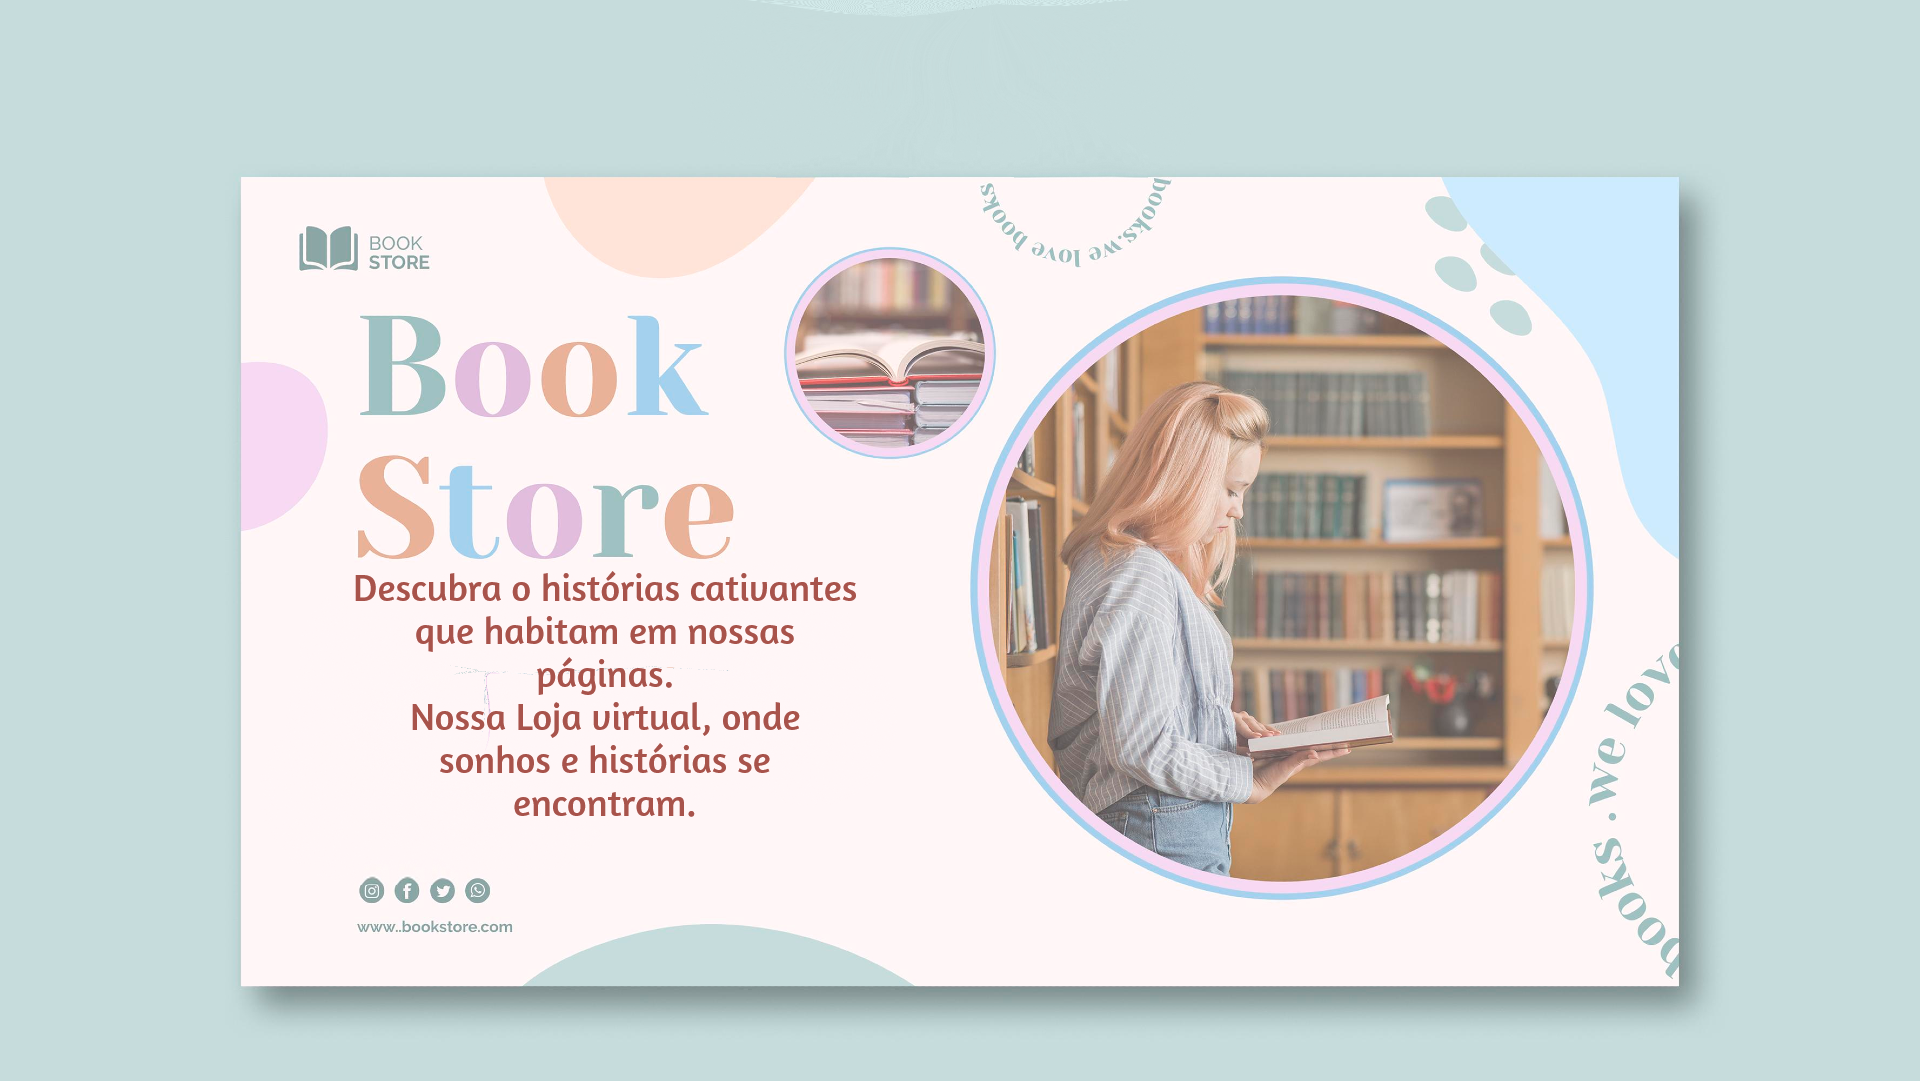 BOOK
STORE
books.we love books
Book
Store
Descubra o histórias cativantes
que habitam em nossas
páginas.
Nossa Loja virtual, onde
sonhos e histórias se
encontram.
www..bookstore.com
books . we love